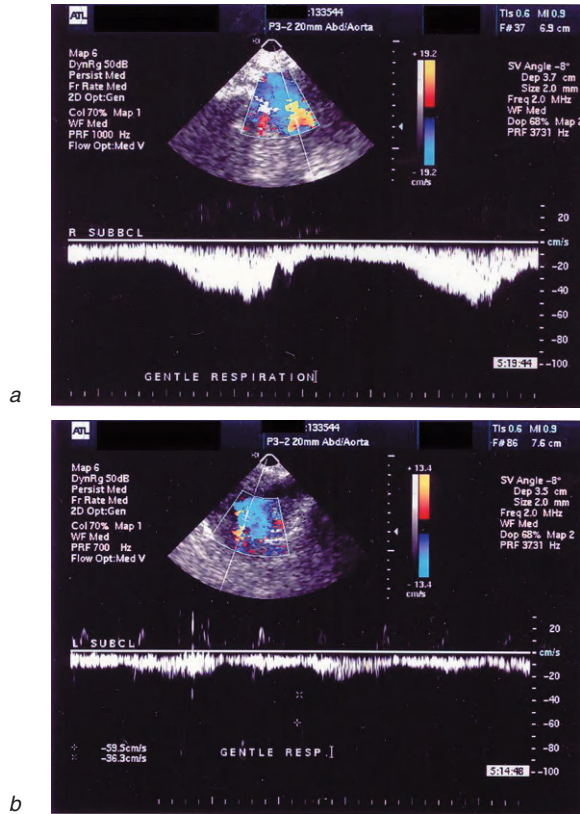 a
ATL
:133544
P3-2 20mm Abd/Aorta
TIs 0.6 MI 0.9
F# 37 6.9 cm
Map 6
DynRg 50dB
Persist Med
Fr Rate Med
2D Opt:Gen
Col 70% Map 1
WF Med
PRF 1000 Hz
Flow Opt:Med V
+ 19.2
- 19.2
cm/s
SV Angle -8°
Dep 3.7 cm
Size 2.0 mm
Freq 2.0 MHz
WF Med
Dop 68% Map 2
PRF 3731 Hz
R SUBBCL
20
cm/s
-20
-40
-60
-80
-100
5:19:44
GENTLE RESPIRATION
b
ATL
:133544
P3-2 20mm Abd/Aorta
TIs 0.6 MI 0.9
F# 86 7.6 cm
Map 6
DynRg 50dB
Persist Med
Fr Rate Med
2D Opt:Gen
Col 70% Map 1
WF Med
PRF 700 Hz
Flow Opt:Med V
+ 13.4
- 13.4
cm/s
SV Angle -8°
Dep 3.5 cm
Size 2.0 mm
Freq 2.0 MHz
WF Med
Dop 68% Map 2
PRF 3731 Hz
L SUBCL
20
cm/s
-20
-40
-60
-80
-100
-59.5cm/s
-36.3cm/s
GENTLE RESP.
5:14:48